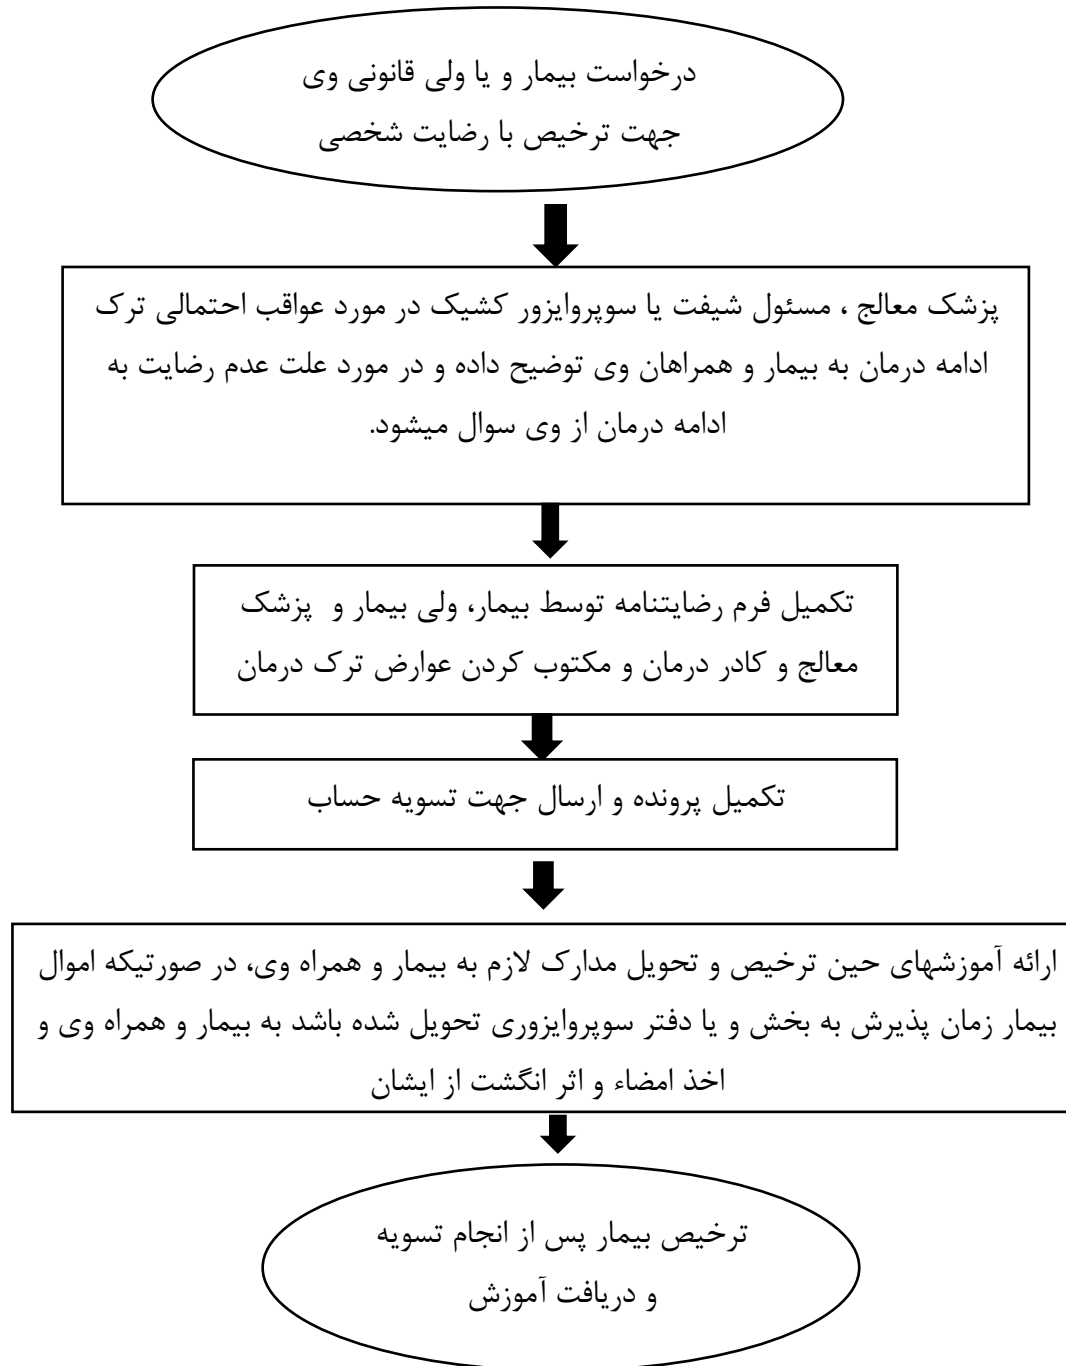 درخواست بیمار و یا ولی قانونی وی
جهت ترخیص با رضایت شخصی
پزشک معالج ، مسئول شیفت یا سوپروایزور کشیک در مورد عواقب احتمالی ترک
ادامه درمان به بیمار و همراهان وی توضیح داده و در مورد علت عدم رضایت به
ادامه درمان از وی سوال میشود.
تکمیل فرم رضایتنامه توسط بیمار، ولی بیمار و پزشک
معالج و کادر درمان و مکتوب کردن عوارض ترک درمان
تکمیل پرونده و ارسال جهت تسویه حساب
ارائه آموزشهای حین ترخیص و تحویل مدارک لازم به بیمار و همراه وی، در صورتیکه اموال
بیمار زمان پذیرش به بخش و یا دفتر سوپروایزوری تحویل شده باشد به بیمار و همراه وی و
اخذ امضاء و اثر انگشت از ایشان
ترخیص بیمار پس از انجام تسویه
و دریافت آموزش